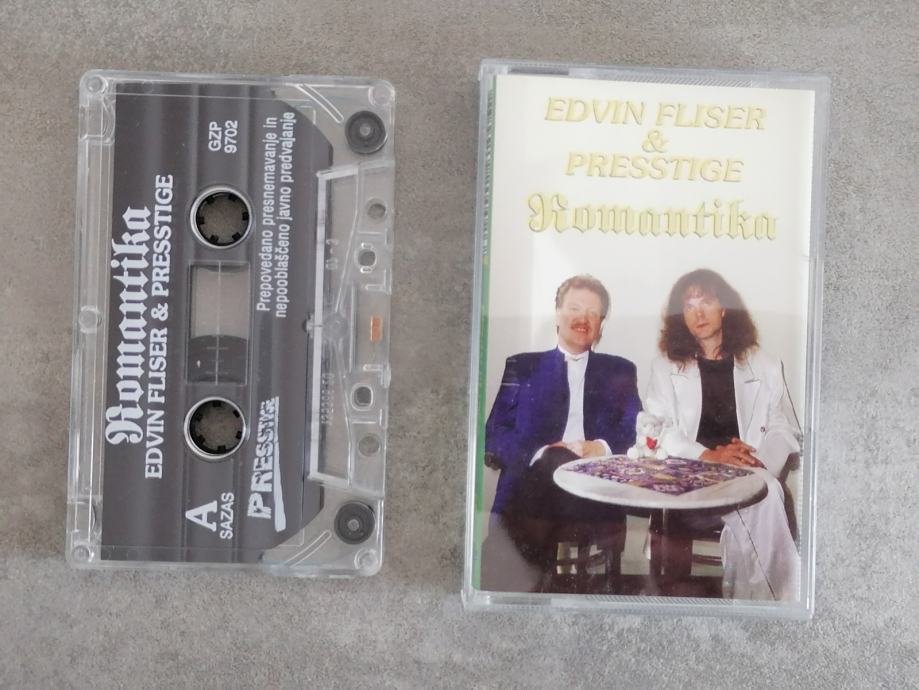 Romantika
EDVIN FLISER & PRESSTIGE
GZP
9702
A
SAZAS
Prepovedano presnemavanje in
nepooblaščeno javno predvajanje
PRESSTIGE
EDVIN FLISER
&
PRESSTIGE
Romantika